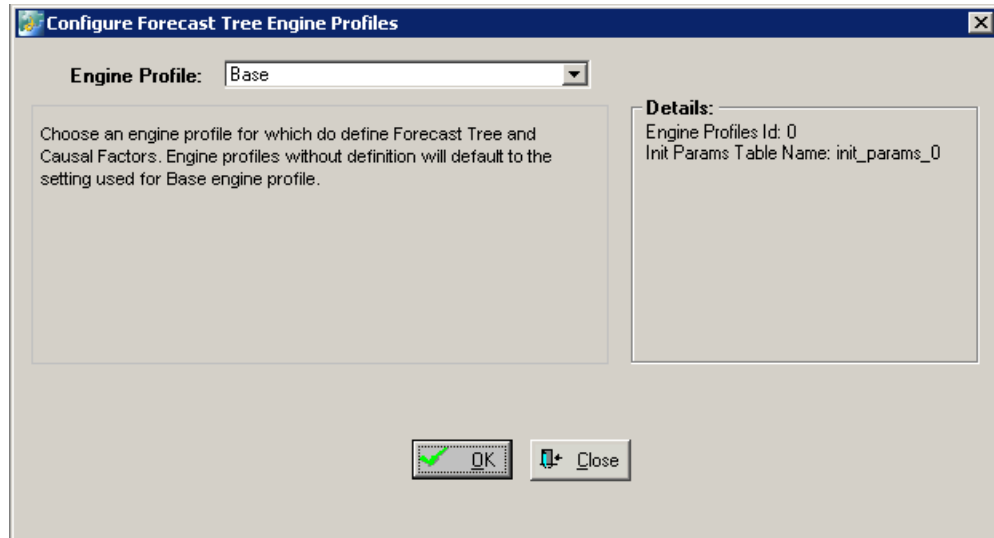 Configure Forecast Tree Engine Profiles
Engine Profile: Base
Choose an engine profile for which do define Forecast Tree and
Causal Factors. Engine profiles without definition will default to the
setting used for Base engine profile.
Details:
Engine Profiles Id: 0
Init Params Table Name: init_params_0
OK Close